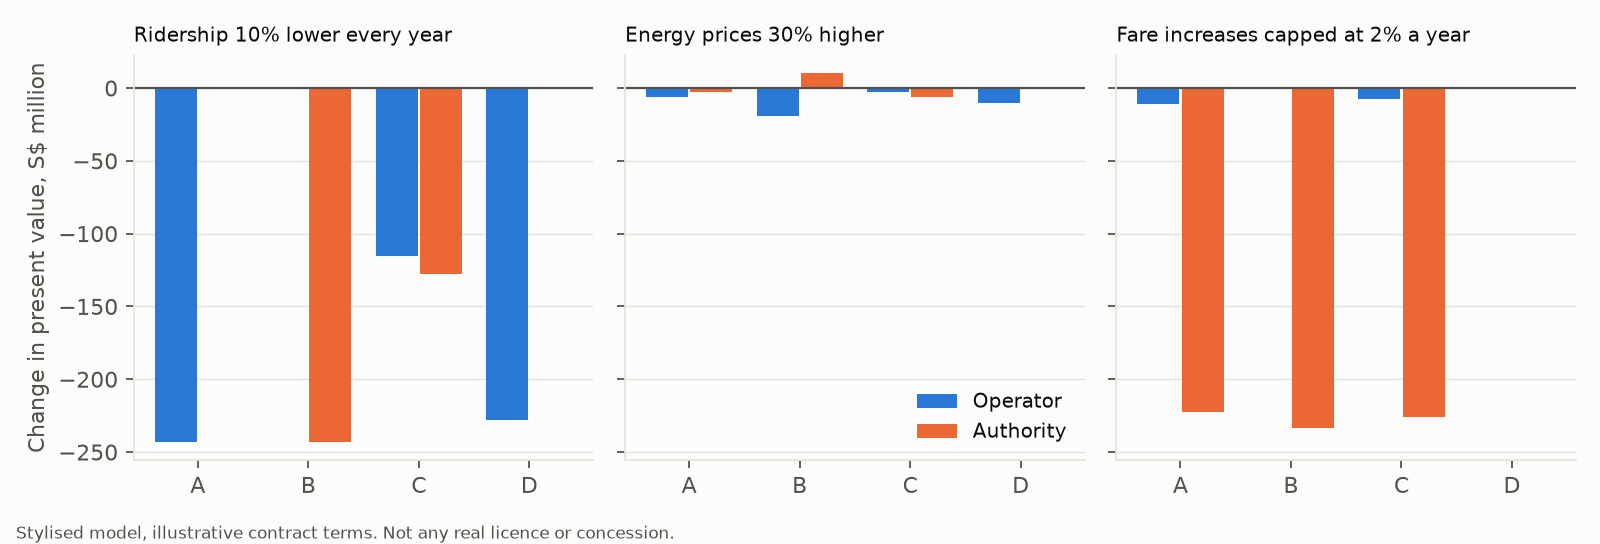 Ridership 10% lower every year
Energy prices 30% higher
Fare increases capped at 2% a year
Change in present value, S$ million
0
−50
−100
−150
−200
−250
A B C D
A B C D
A B C D
Operator
Authority
Stylised model, illustrative contract terms. Not any real licence or concession.